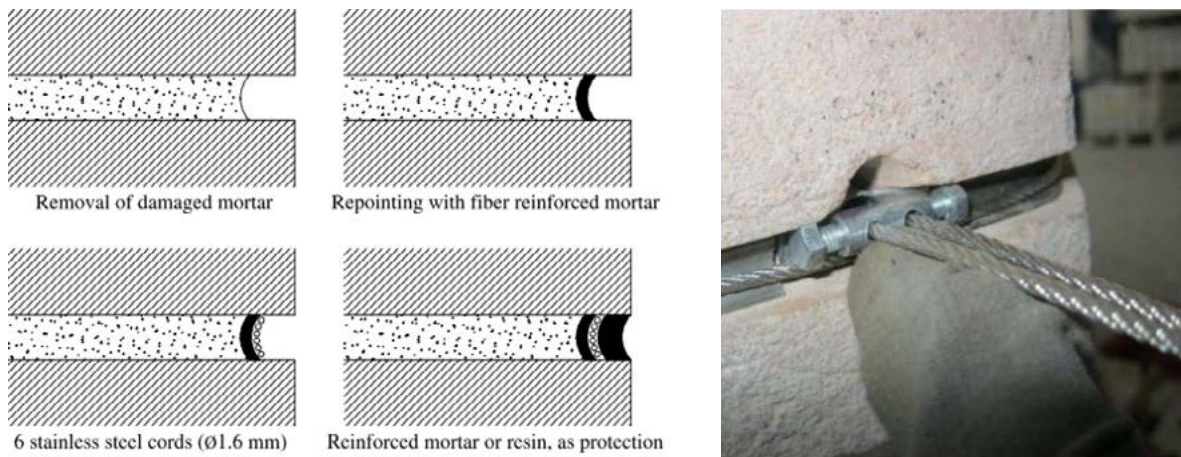 Removal of damaged mortar
Repointing with fiber reinforced mortar
6 stainless steel cords (ø1.6 mm)
Reinforced mortar or resin, as protection